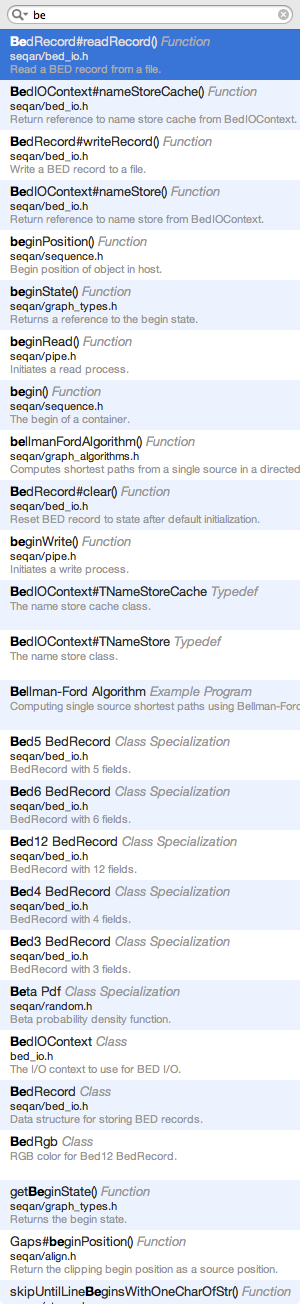 be
BedRecord#readRecord() Function
seqan/bed_io.h
Read a BED record from a file.
BedIOContext#nameStoreCache() Function
seqan/bed_io.h
Return reference to name store cache from BedIOContext.
BedRecord#writeRecord() Function
seqan/bed_io.h
Write a BED record to a file.
BedIOContext#nameStore() Function
seqan/bed_io.h
Return reference to name store from BedIOContext.
beginPosition() Function
seqan/sequence.h
Begin position of object in host.
beginState() Function
seqan/graph_types.h
Returns a reference to the begin state.
beginRead() Function
seqan/pipe.h
Initiates a read process.
begin() Function
seqan/sequence.h
The begin of a container.
bellmanFordAlgorithm() Function
seqan/graph_algorithms.h
Computes shortest paths from a single source in a directed
BedRecord#clear() Function
seqan/bed_io.h
Reset BED record to state after default initialization.
beginWrite() Function
seqan/pipe.h
Initiates a write process.
BedIOContext#TNameStoreCache Typedef
The name store cache class.
BedIOContext#TNameStore Typedef
The name store class.
Bellman-Ford Algorithm Example Program
Computing single source shortest paths using Bellman-Ford
Bed5 BedRecord Class Specialization
seqan/bed_io.h
BedRecord with 5 fields.
Bed6 BedRecord Class Specialization
seqan/bed_io.h
BedRecord with 6 fields.
Bed12 BedRecord Class Specialization
seqan/bed_io.h
BedRecord with 12 fields.
Bed4 BedRecord Class Specialization
seqan/bed_io.h
BedRecord with 4 fields.
Bed3 BedRecord Class Specialization
seqan/bed_io.h
BedRecord with 3 fields.
Beta Pdf Class Specialization
seqan/random.h
Beta probability density function.
BedIOContext Class
bed_io.h
The I/O context to use for BED I/O.
BedRecord Class
seqan/bed_io.h
Data structure for storing BED records.
BedRgb Class
RGB color for Bed12 BedRecord.
getBeginState() Function
seqan/graph_types.h
Returns the begin state.
Gaps#beginPosition() Function
seqan/align.h
Return the clipping begin position as a source position.
skipUntilLineBeginsWithOneCharOfStr() Function